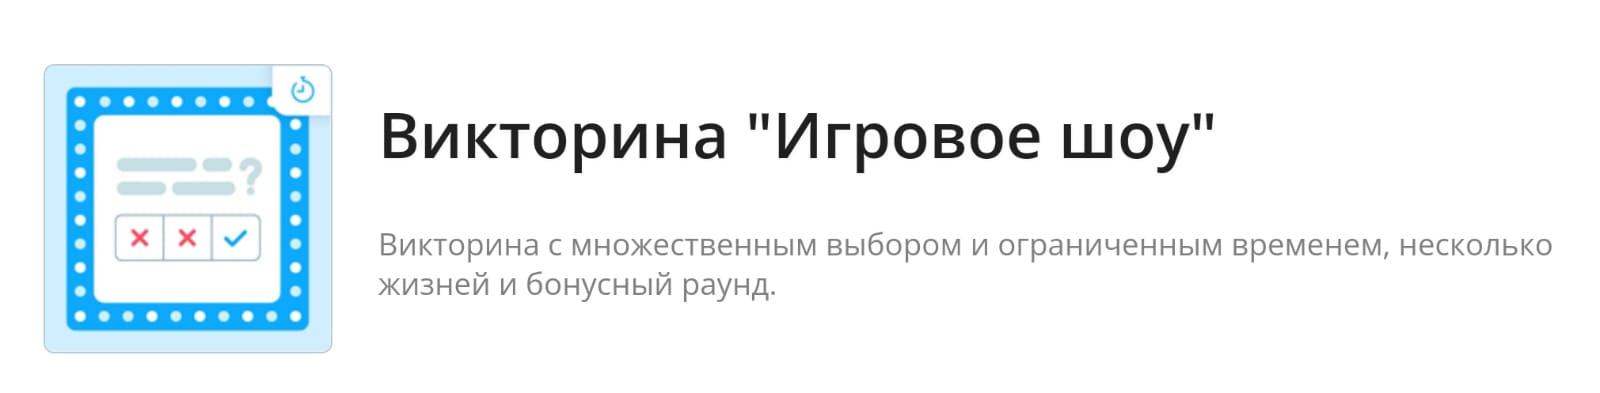 Викторина "Игровое шоу"
Викторина с множественным выбором и ограниченным временем, несколько
жизней и бонусный раунд.